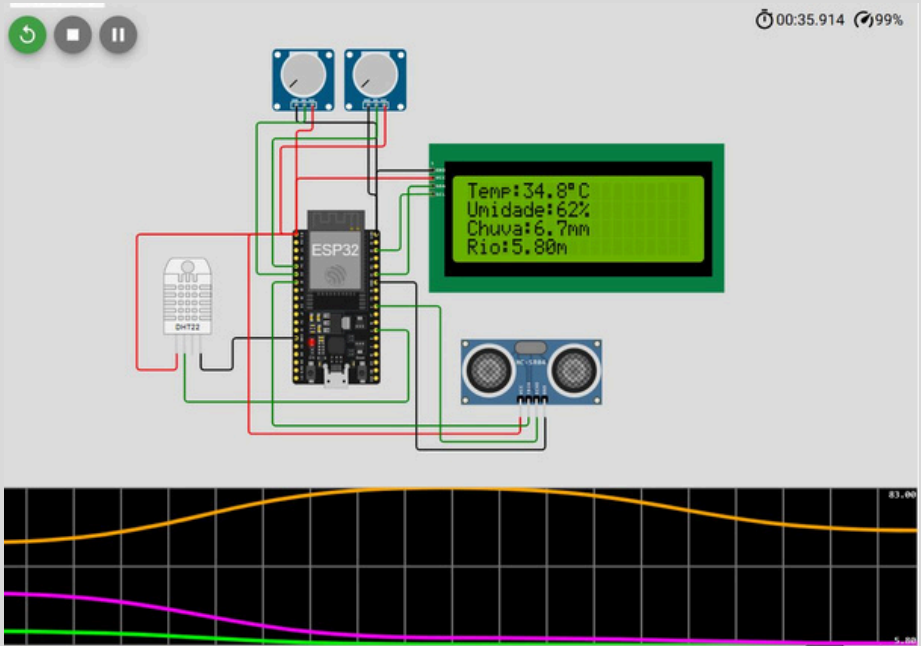 00:35.914 99%
Temp:34.8°C
Umidade:62%
Chuva:6.7mm
Rio:5.80m
ESP32
DHT22
HC-SR04
83.00
5.80